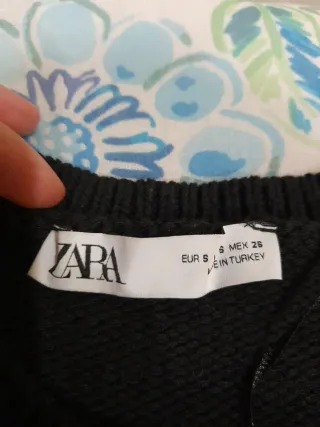 ZARA
EUR S S MEX 26
E IN TURKEY